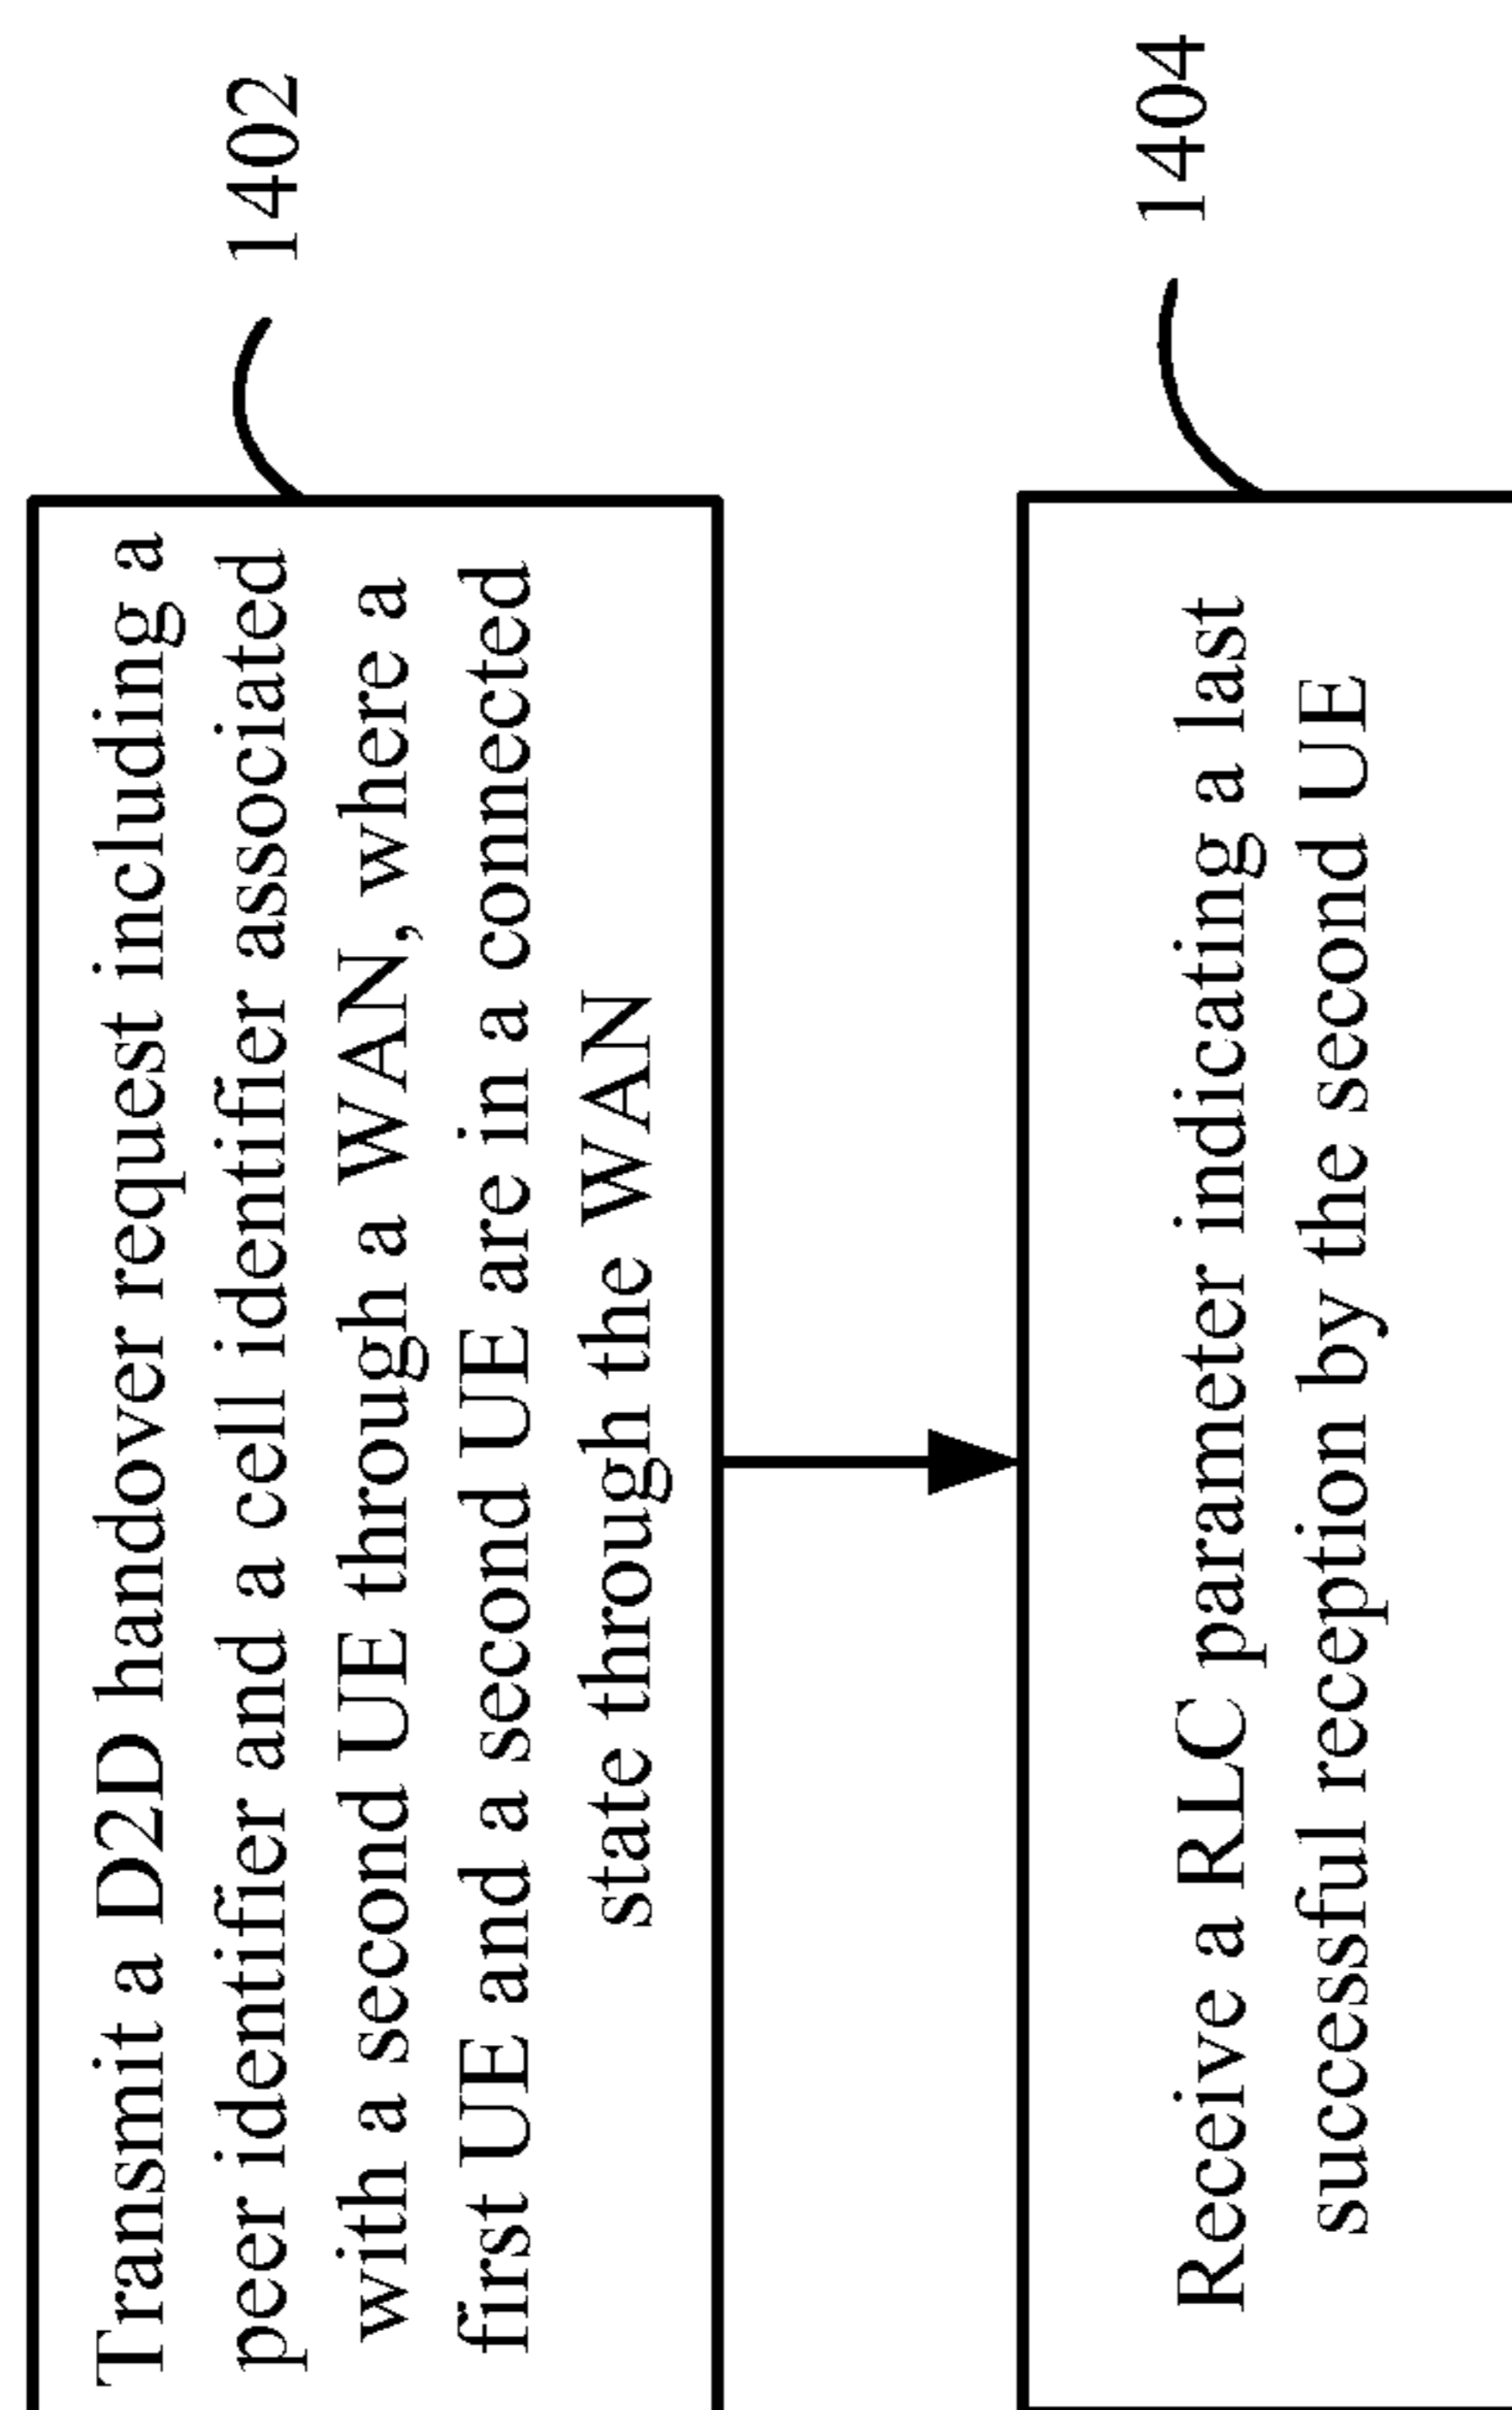 1402
Transmit a D2D handover request including a
peer identifier and a cell identifier associated
with a second UE through a WAN, where a
first UE and a second UE are in a connected
state through the WAN
1404
Receive a RLC parameter indicating a last
successful reception by the second UE